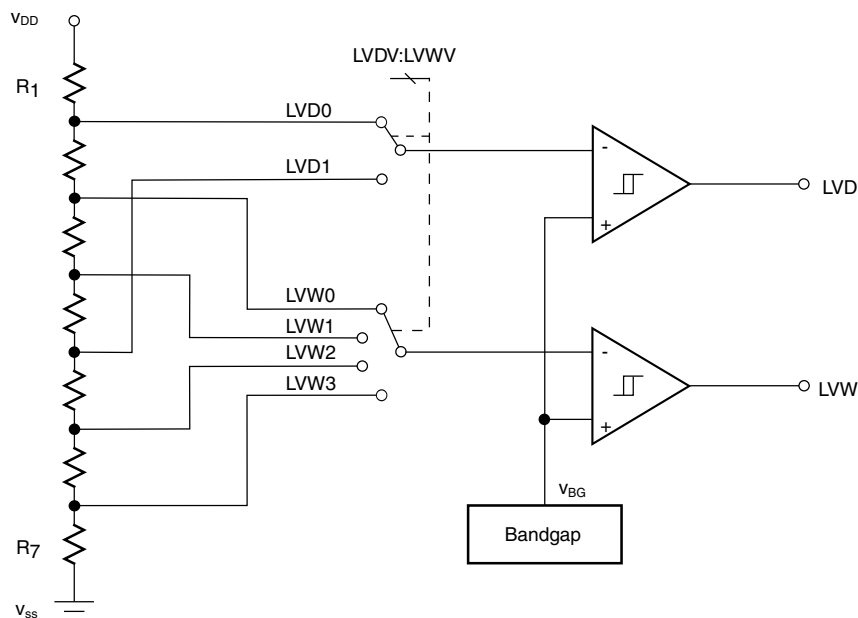 VDD
R1
LVDV:LVWV
LVD0
LVD1
-
+
LVD
LVW0
LVW1
LVW2
LVW3
-
+
LVW
VBG
Bandgap
R7
Vss